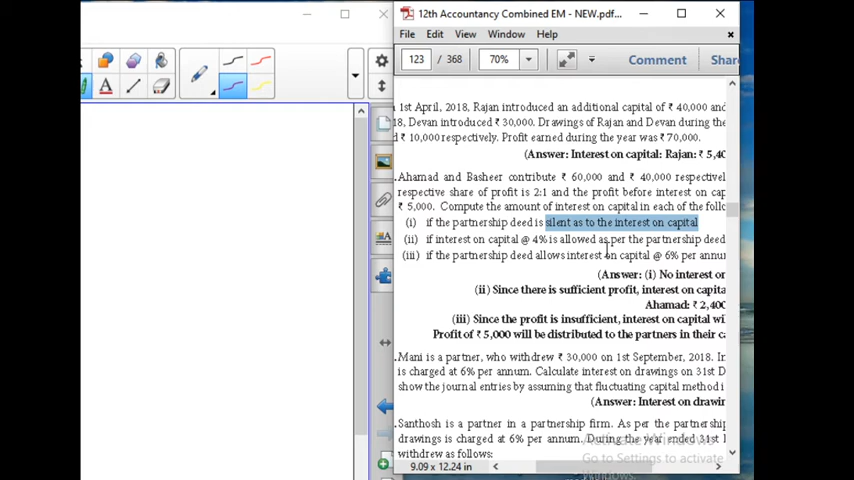 12th Accountancy Combined EM - NEW.pdf...
File Edit View Window Help
123 / 368 70% Comment Share
1st April, 2018, Rajan introduced an additional capital of ₹ 40,000 and
18, Devan introduced ₹ 30,000. Drawings of Rajan and Devan during the
d ₹ 10,000 respectively. Profit earned during the year was ₹ 70,000.
(Answer: Interest on capital: Rajan: ₹ 5,40
Ahamad and Basheer contribute ₹ 60,000 and ₹ 40,000 respectivel
respective share of profit is 2:1 and the profit before interest on cap
₹ 5,000. Compute the amount of interest on capital in each of the follo
(i) if the partnership deed is silent as to the interest on capital
(ii) if interest on capital @ 4% is allowed as per the partnership deed
(iii) if the partnership deed allows interest on capital @ 6% per annu
(Answer: (i) No interest or
(ii) Since there is sufficient profit, interest on capita
Ahamad: ₹ 2,400
(iii) Since the profit is insufficient, interest on capital wi
Profit of ₹ 5,000 will be distributed to the partners in their ca
Mani is a partner, who withdrew ₹ 30,000 on 1st September, 2018. In
is charged at 6% per annum. Calculate interest on drawings on 31st D
show the journal entries by assuming that fluctuating capital method i
(Answer: Interest on drawin
Santhosh is a partner in a partnership firm. As per the partnership
drawings is charged at 6% per annum. During the year ended 31st
withdrew as follows:
Activate Windows
Go to Settings to activate
Windows.
9.09 x 12.24 in